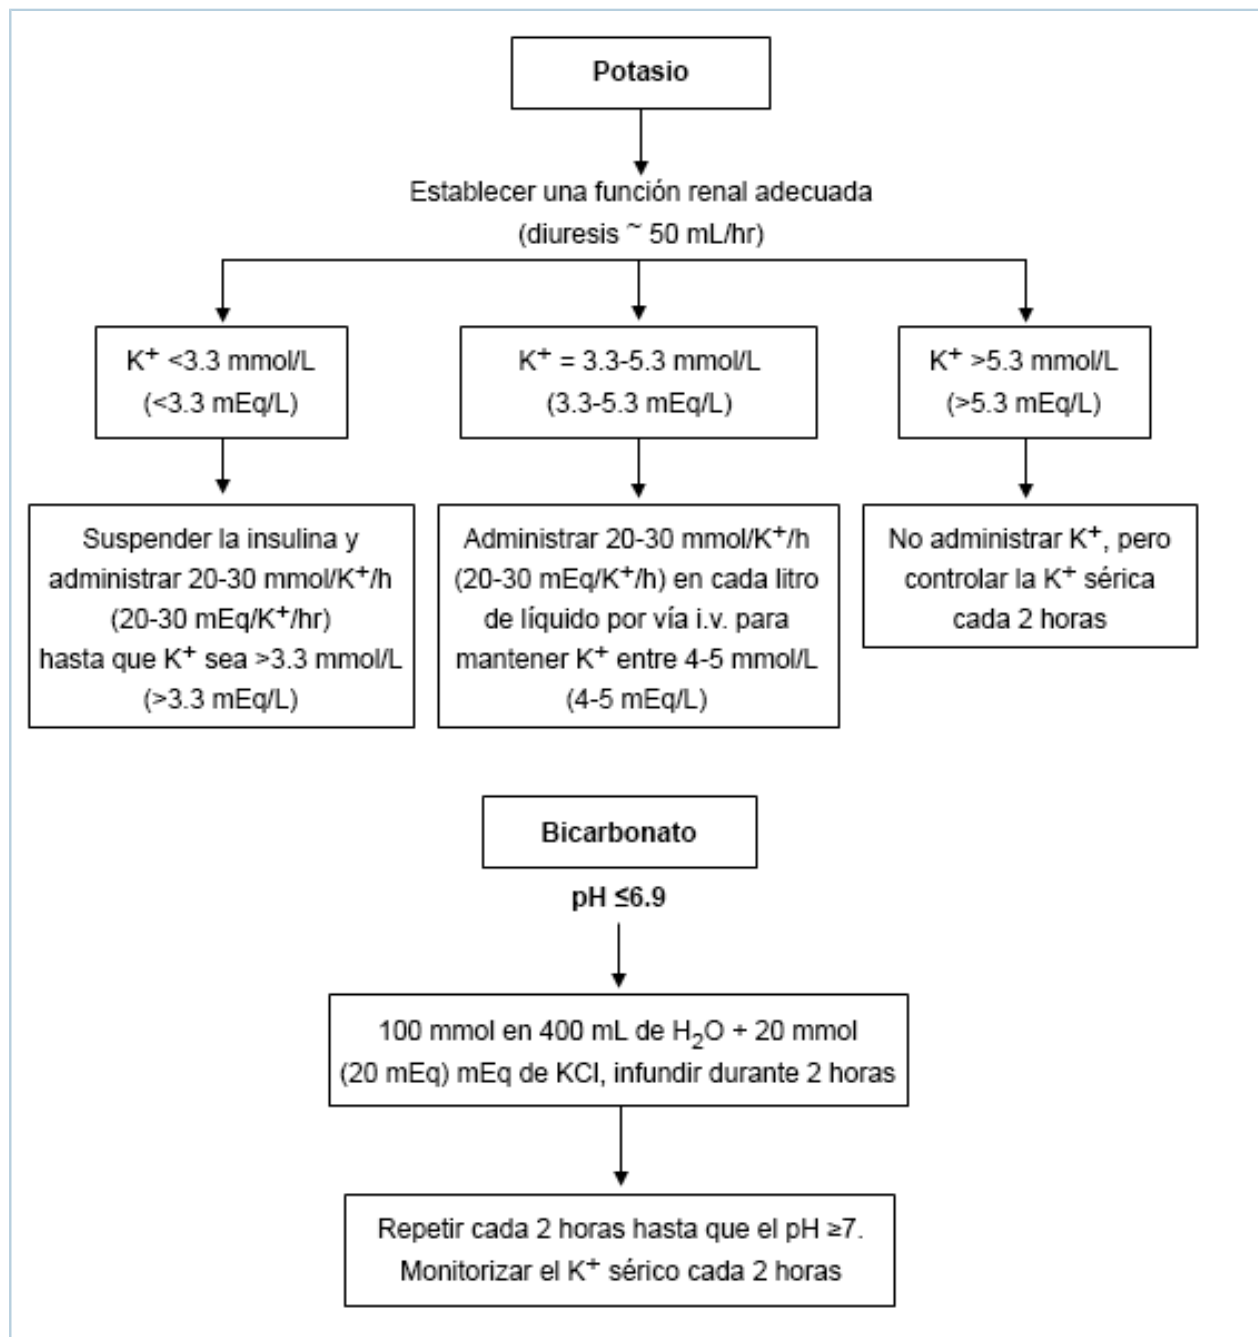 Potasio
Establecer una función renal adecuada
(diuresis ~ 50 mL/hr)
K+ <3.3 mmol/L
(<3.3 mEq/L)
K+ = 3.3-5.3 mmol/L
(3.3-5.3 mEq/L)
K+ >5.3 mmol/L
(>5.3 mEq/L)
Suspender la insulina y
administrar 20-30 mmol/K+/h
(20-30 mEq/K+/hr)
hasta que K+ sea >3.3 mmol/L
(>3.3 mEq/L)
Administrar 20-30 mmol/K+/h
(20-30 mEq/K+/h) en cada litro
de líquido por vía i.v. para
mantener K+ entre 4-5 mmol/L
(4-5 mEq/L)
No administrar K+, pero
controlar la K+ sérica
cada 2 horas
Bicarbonato
pH ≤6.9
100 mmol en 400 mL de H2O + 20 mmol
(20 mEq) mEq de KCl, infundir durante 2 horas
Repetir cada 2 horas hasta que el pH ≥7.
Monitorizar el K+ sérico cada 2 horas